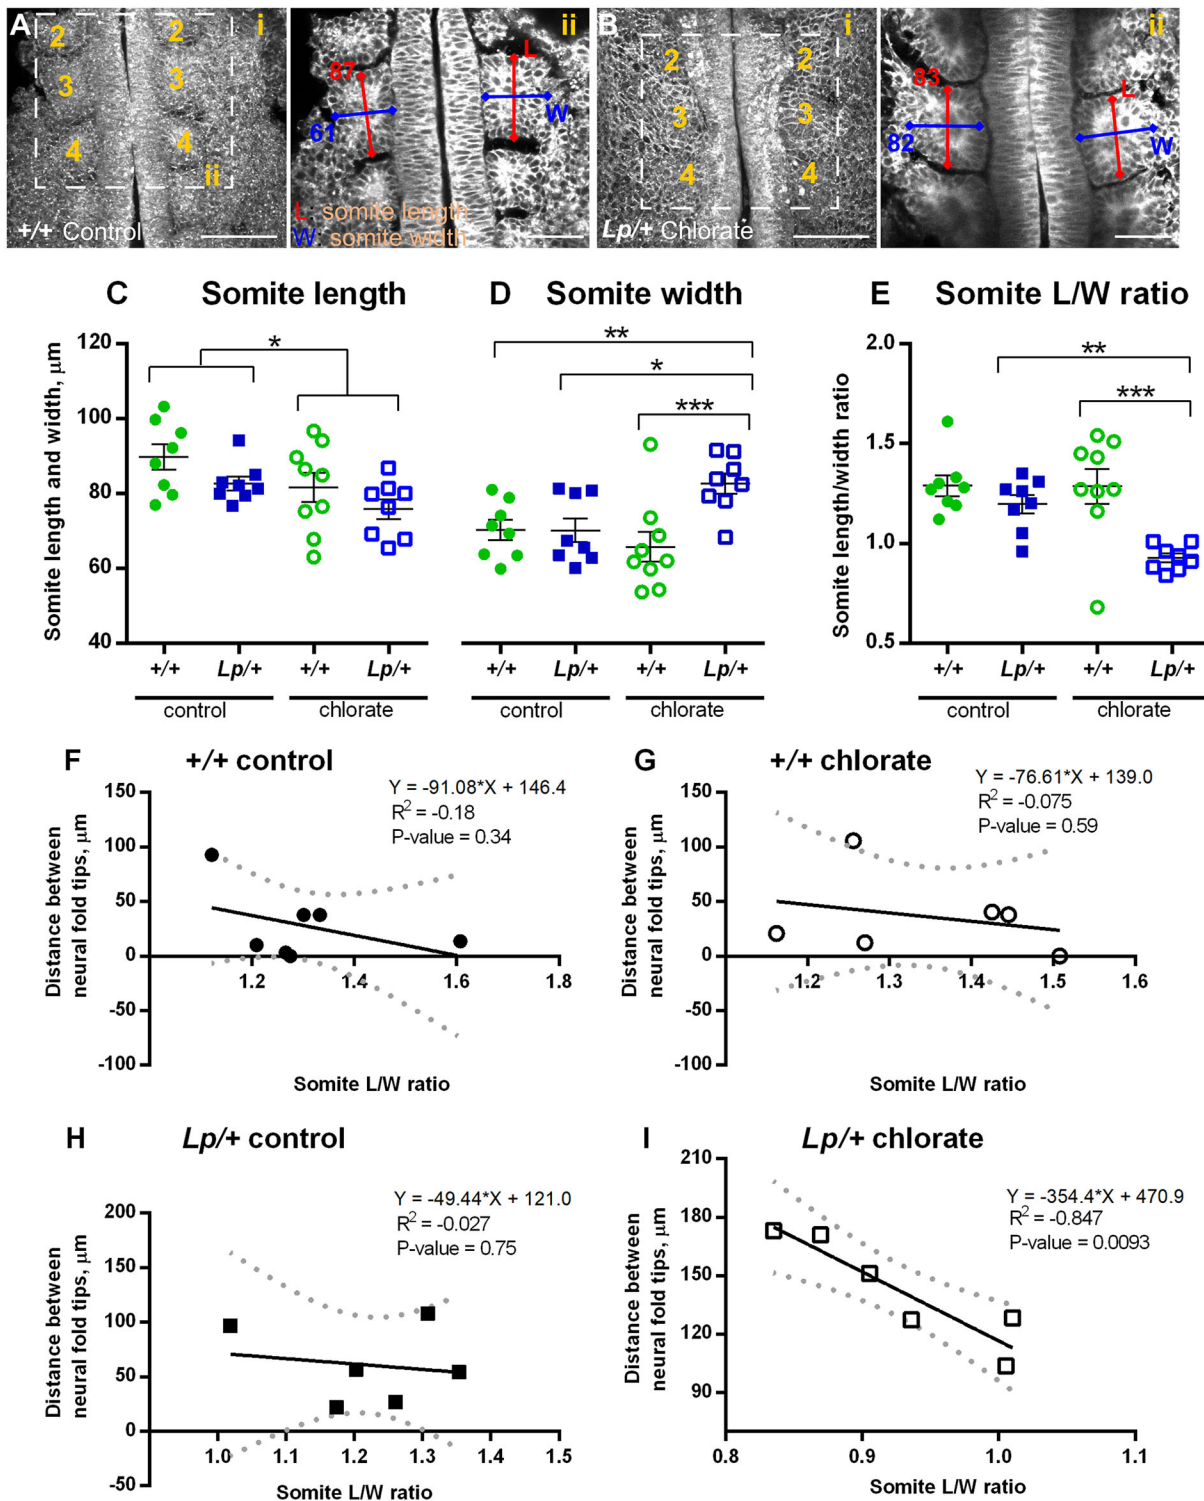 A
2
2
i
3
3
4
4
ii
+/+ Control
ii
87
L
61
W
L somite length
W somite width
B
i
2
2
3
3
4
4
Lp/+ Chlorate
ii
83
L
82
W
C Somite length
D Somite width
E Somite L/W ratio
Somite length and width, µm
120
100
80
60
40
*
+/+ Lp/+ +/+ Lp/+
control chlorate
**
*
***
+/+ Lp/+ +/+ Lp/+
control chlorate
Somite length/width ratio
2.0
1.5
1.0
0.5
**
***
+/+ Lp/+ +/+ Lp/+
control chlorate
F +/+ control
Y = -91.08*X + 146.4
R2 = -0.18
P-value = 0.34
Distance between
neural fold tips, µm
150
100
50
0
-50
-100
1.2 1.4 1.6 1.8
Somite L/W ratio
G +/+ chlorate
Y = -76.61*X + 139.0
R2 = -0.075
P-value = 0.59
Distance between
neural fold tips, µm
150
100
50
0
-50
-100
1.2 1.3 1.4 1.5 1.6
Somite L/W ratio
H Lp/+ control
Y = -49.44*X + 121.0
R2 = -0.027
P-value = 0.75
Distance between
neural fold tips, µm
200
150
100
50
0
-50
1.0 1.1 1.2 1.3 1.4 1.5
Somite L/W ratio
I Lp/+ chlorate
Y = -354.4*X + 470.9
R2 = -0.847
P-value = 0.0093
Distance between
neural fold tips, µm
210
180
150
120
90
0.8 0.9 1.0 1.1
Somite L/W ratio